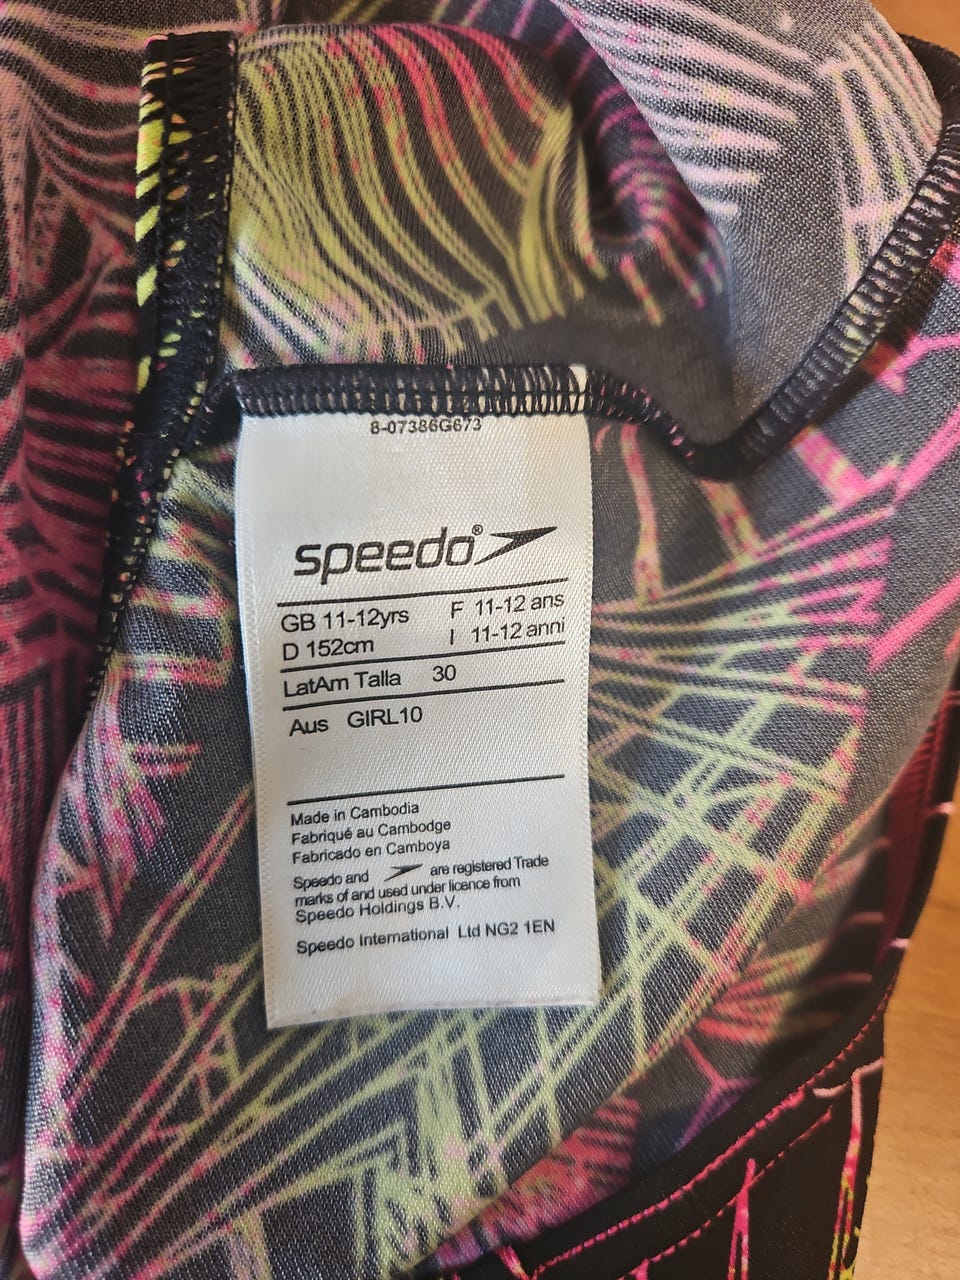 8-07386G673
speedo®
GB 11-12yrs F 11-12 ans
D 152cm I 11-12 anni
LatAm Talla 30
Aus GIRL10
Made in Cambodia
Fabriqué au Cambodge
Fabricado en Camboya
Speedo and are registered Trade
marks of and used under licence from
Speedo Holdings B.V.
Speedo International Ltd NG2 1EN